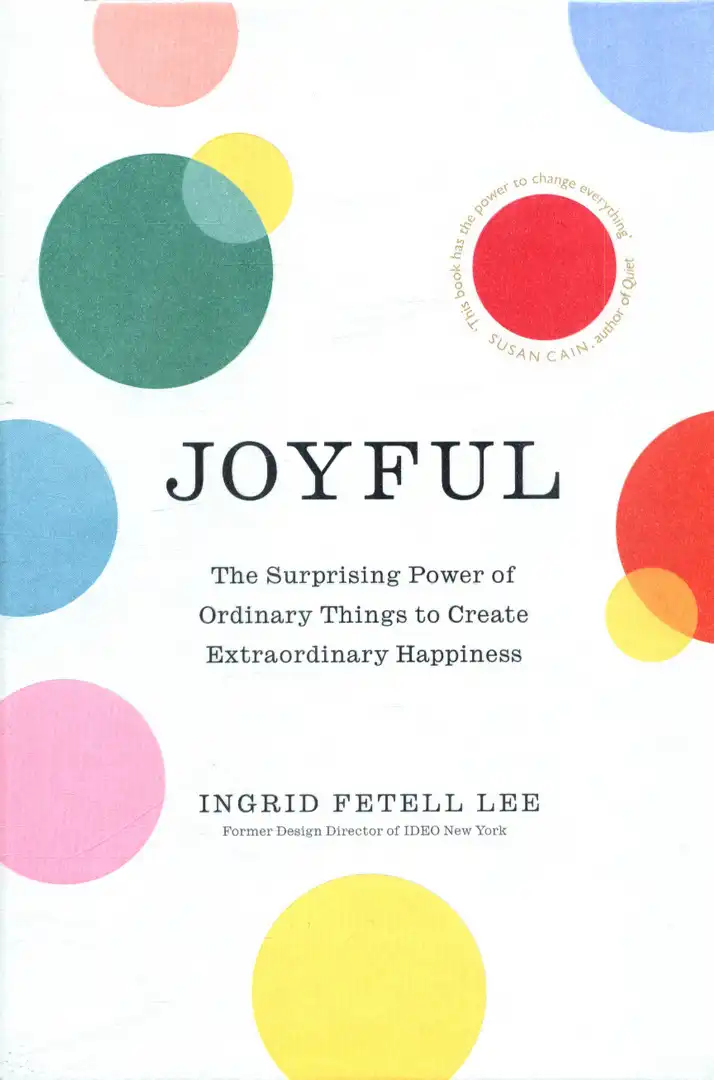 'This book has the power to change everything'
SUSAN CAIN, author of Quiet
JOYFUL
The Surprising Power of
Ordinary Things to Create
Extraordinary Happiness
INGRID FETELL LEE
Former Design Director of IDEO New York